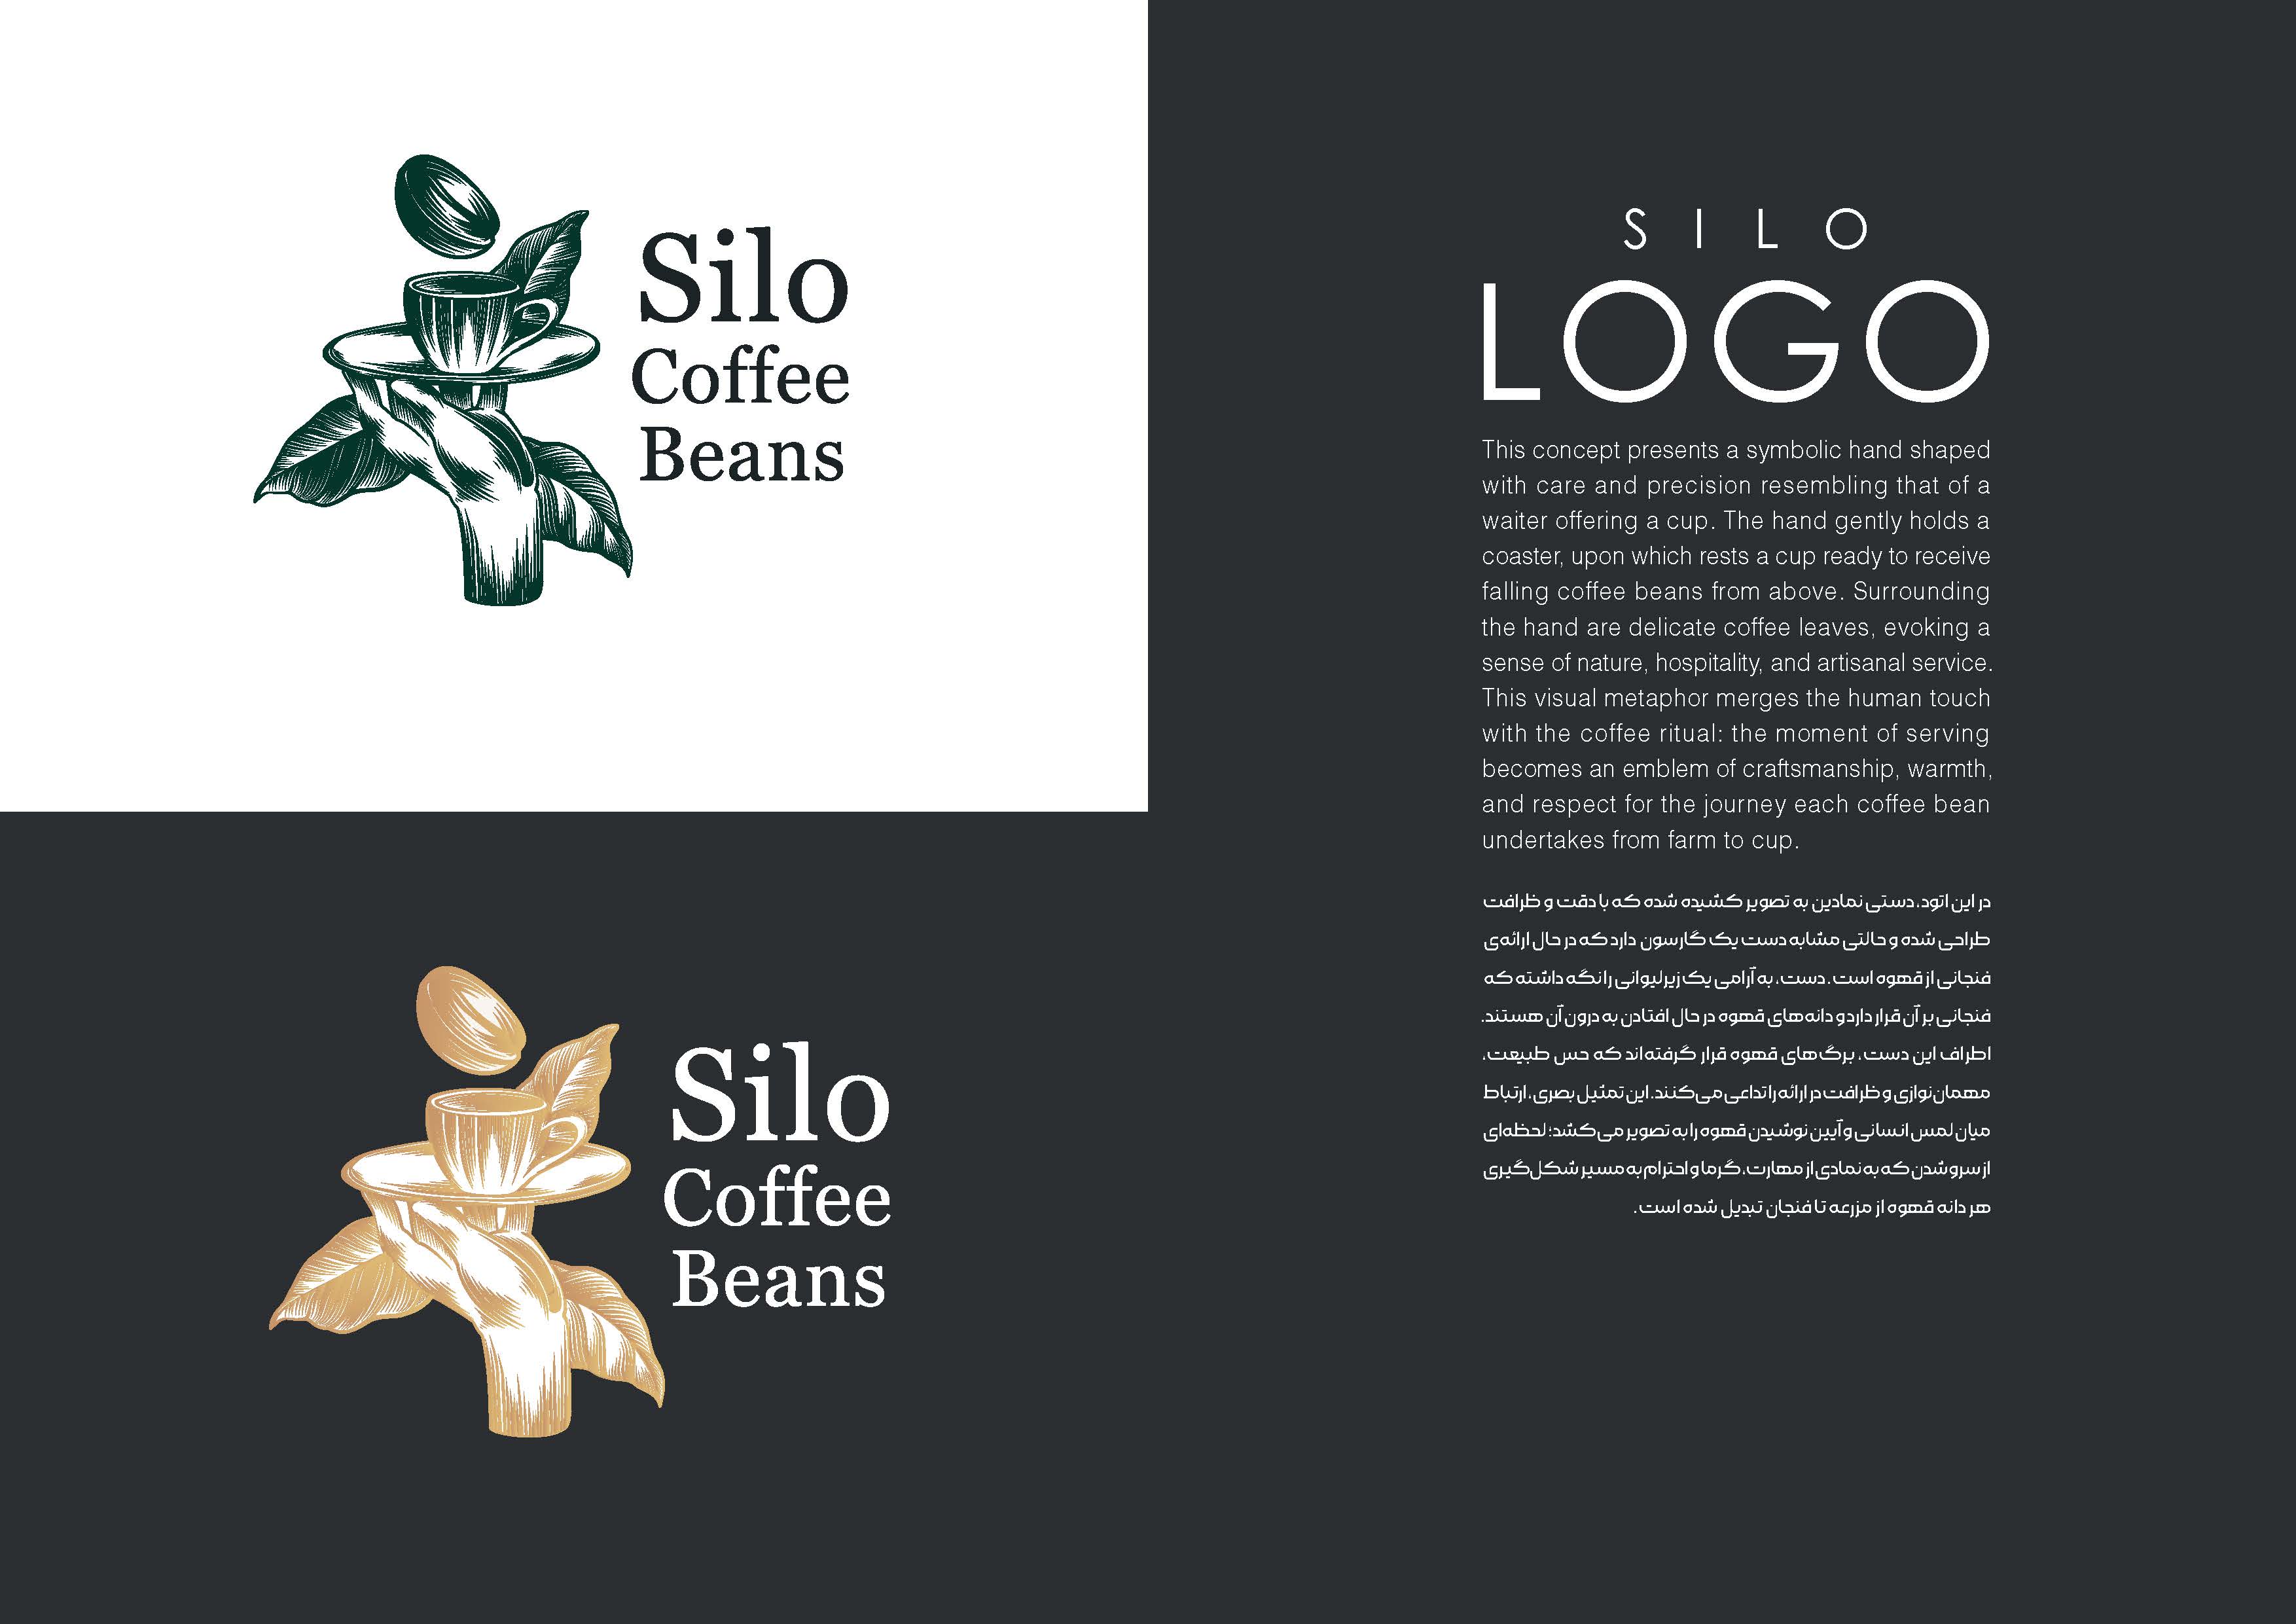 Silo
Coffee
Beans
Silo
Coffee
Beans
SILO
LOGO
This concept presents a symbolic hand shaped
with care and precision resembling that of a
waiter offering a cup. The hand gently holds a
coaster, upon which rests a cup ready to receive
falling coffee beans from above. Surrounding
the hand are delicate coffee leaves, evoking a
sense of nature, hospitality, and artisanal service.
This visual metaphor merges the human touch
with the coffee ritual: the moment of serving
becomes an emblem of craftsmanship, warmth,
and respect for the journey each coffee bean
undertakes from farm to cup.
در این اتود، دستی نمادین به تصویر کشیده شده که با دقت و ظرافت
طراحی شده و حالتی مشابه دست یک گارسون دارد که در حال ارائه‌ی
فنجانی از قهوه است. دست، به آرامی یک زیرلیوانی را نگه داشته که
فنجانی بر آن قرار دارد و دانه‌های قهوه در حال افتادن به درون آن هستند.
اطراف این دست، برگ‌های قهوه قرار گرفته‌اند که حس طبیعت،
مهمان‌نوازی و ظرافت در ارائه را تداعی می‌کنند. این تمثیل بصری، ارتباط
میان لمس انسانی و آیین نوشیدن قهوه را به تصویر می‌کشد؛ لحظه‌ای
از سرو شدن که به نمادی از مهارت، گرما و احترام به مسیر شکل‌گیری
هر دانه قهوه از مزرعه تا فنجان تبدیل شده است.